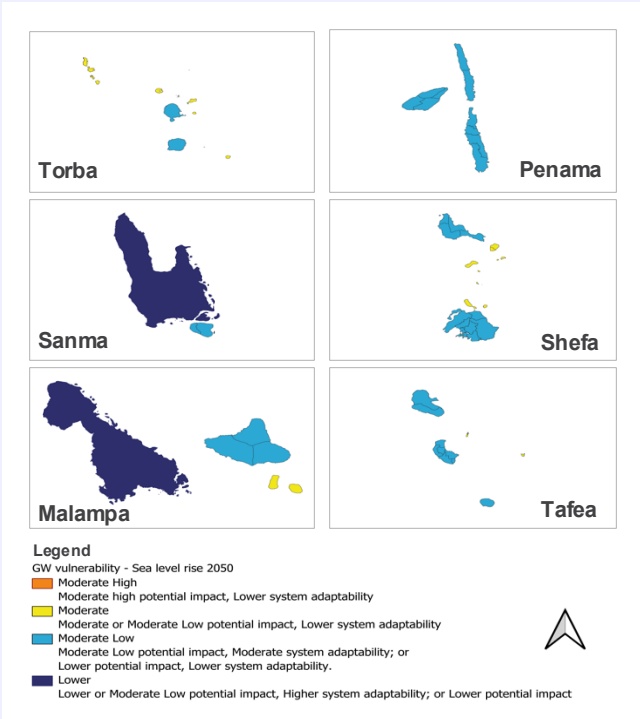 Torba
Penama
Sanma
Shefa
Malampa
Tafea
Legend
GW vulnerability - Sea level rise 2050
Moderate High
Moderate high potential impact, Lower system adaptability
Moderate
Moderate or Moderate Low potential impact, Lower system adaptability
Moderate Low
Moderate Low potential impact, Moderate system adaptability; or
Lower potential impact, Lower system adaptability.
Lower
Lower or Moderate Low potential impact, Higher system adaptability; or Lower potential impact